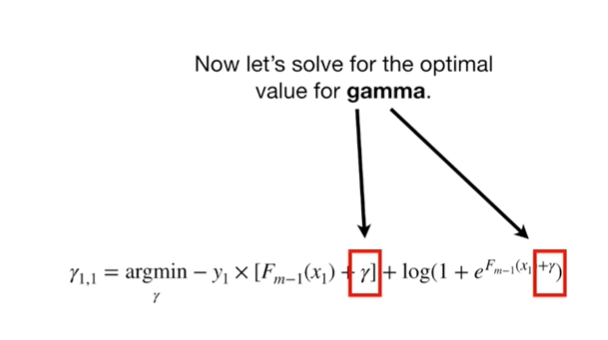 Now let's solve for the optimal
value for gamma.
γ₁,₁ = argmin − y₁ × [Fₘ₋₁(x₁) + γ] + log(1 + e^{Fₘ₋₁(x₁)+γ})
γ